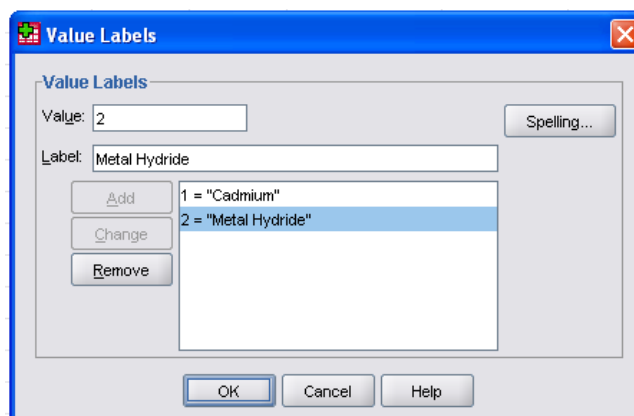 Value Labels
Value Labels
Value: 2
Spelling...
Label: Metal Hydride
Add
Change
Remove
1 = "Cadmium"
2 = "Metal Hydride"
OK Cancel Help